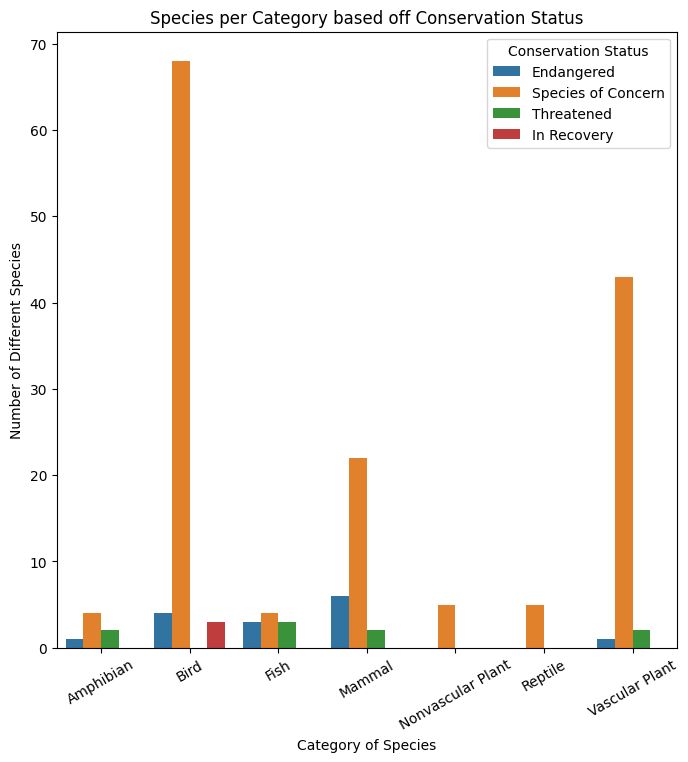 Species per Category based off Conservation Status
Conservation Status
Endangered
Species of Concern
Threatened
In Recovery
Number of Different Species
70
60
50
40
30
20
10
0
Amphibian
Bird
Fish
Mammal
Nonvascular Plant
Reptile
Vascular Plant
Category of Species